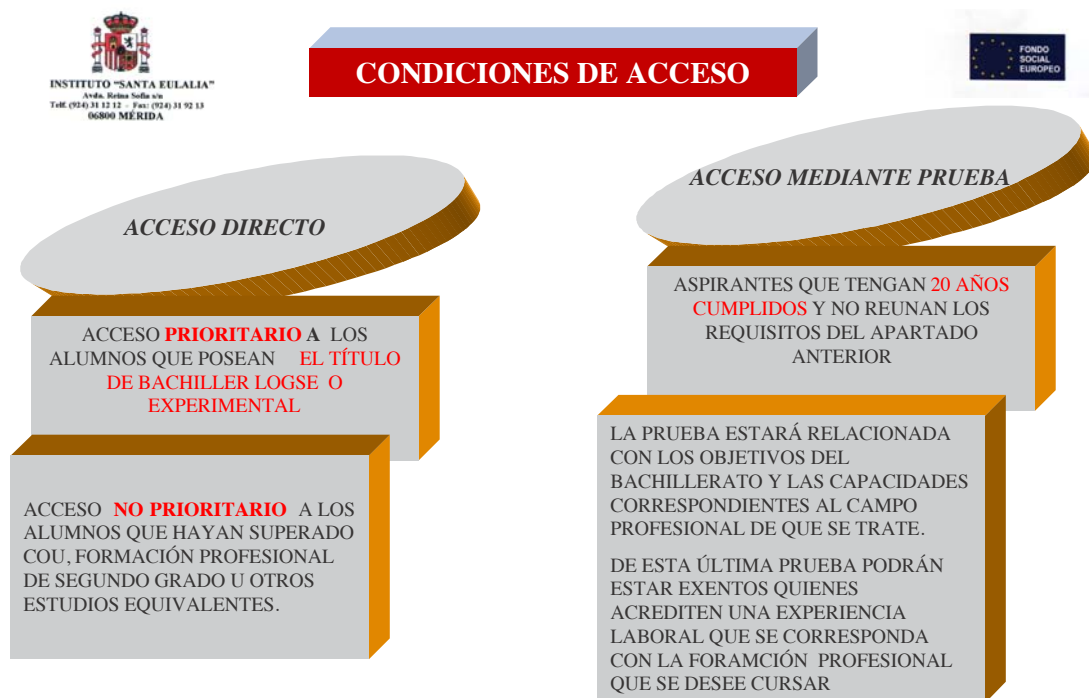 INSTITUTO "SANTA EULALIA"
Avda. Reina Sofía s/n
Telf. (924) 31 12 12 - Fax: (924) 31 92 13
06800 MÉRIDA
CONDICIONES DE ACCESO
FONDO
SOCIAL
EUROPEO
ACCESO DIRECTO
ACCESO PRIORITARIO A LOS
ALUMNOS QUE POSEAN EL TÍTULO
DE BACHILLER LOGSE O
EXPERIMENTAL
ACCESO NO PRIORITARIO A LOS
ALUMNOS QUE HAYAN SUPERADO
COU, FORMACIÓN PROFESIONAL
DE SEGUNDO GRADO U OTROS
ESTUDIOS EQUIVALENTES.
ACCESO MEDIANTE PRUEBA
ASPIRANTES QUE TENGAN 20 AÑOS
CUMPLIDOS Y NO REUNAN LOS
REQUISITOS DEL APARTADO
ANTERIOR
LA PRUEBA ESTARÁ RELACIONADA
CON LOS OBJETIVOS DEL
BACHILLERATO Y LAS CAPACIDADES
CORRESPONDIENTES AL CAMPO
PROFESIONAL DE QUE SE TRATE.
DE ESTA ÚLTIMA PRUEBA PODRÁN
ESTAR EXENTOS QUIENES
ACREDITEN UNA EXPERIENCIA
LABORAL QUE SE CORRESPONDA
CON LA FORAMCIÓN PROFESIONAL
QUE SE DESEE CURSAR